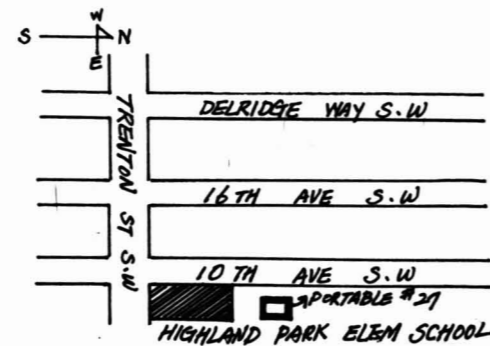 W
S N
E
TRENTON ST S.W
DELRIDGE WAY S.W
16TH AVE S.W
10TH AVE S.W
PORTABLE #27
HIGHLAND PARK ELEM SCHOOL